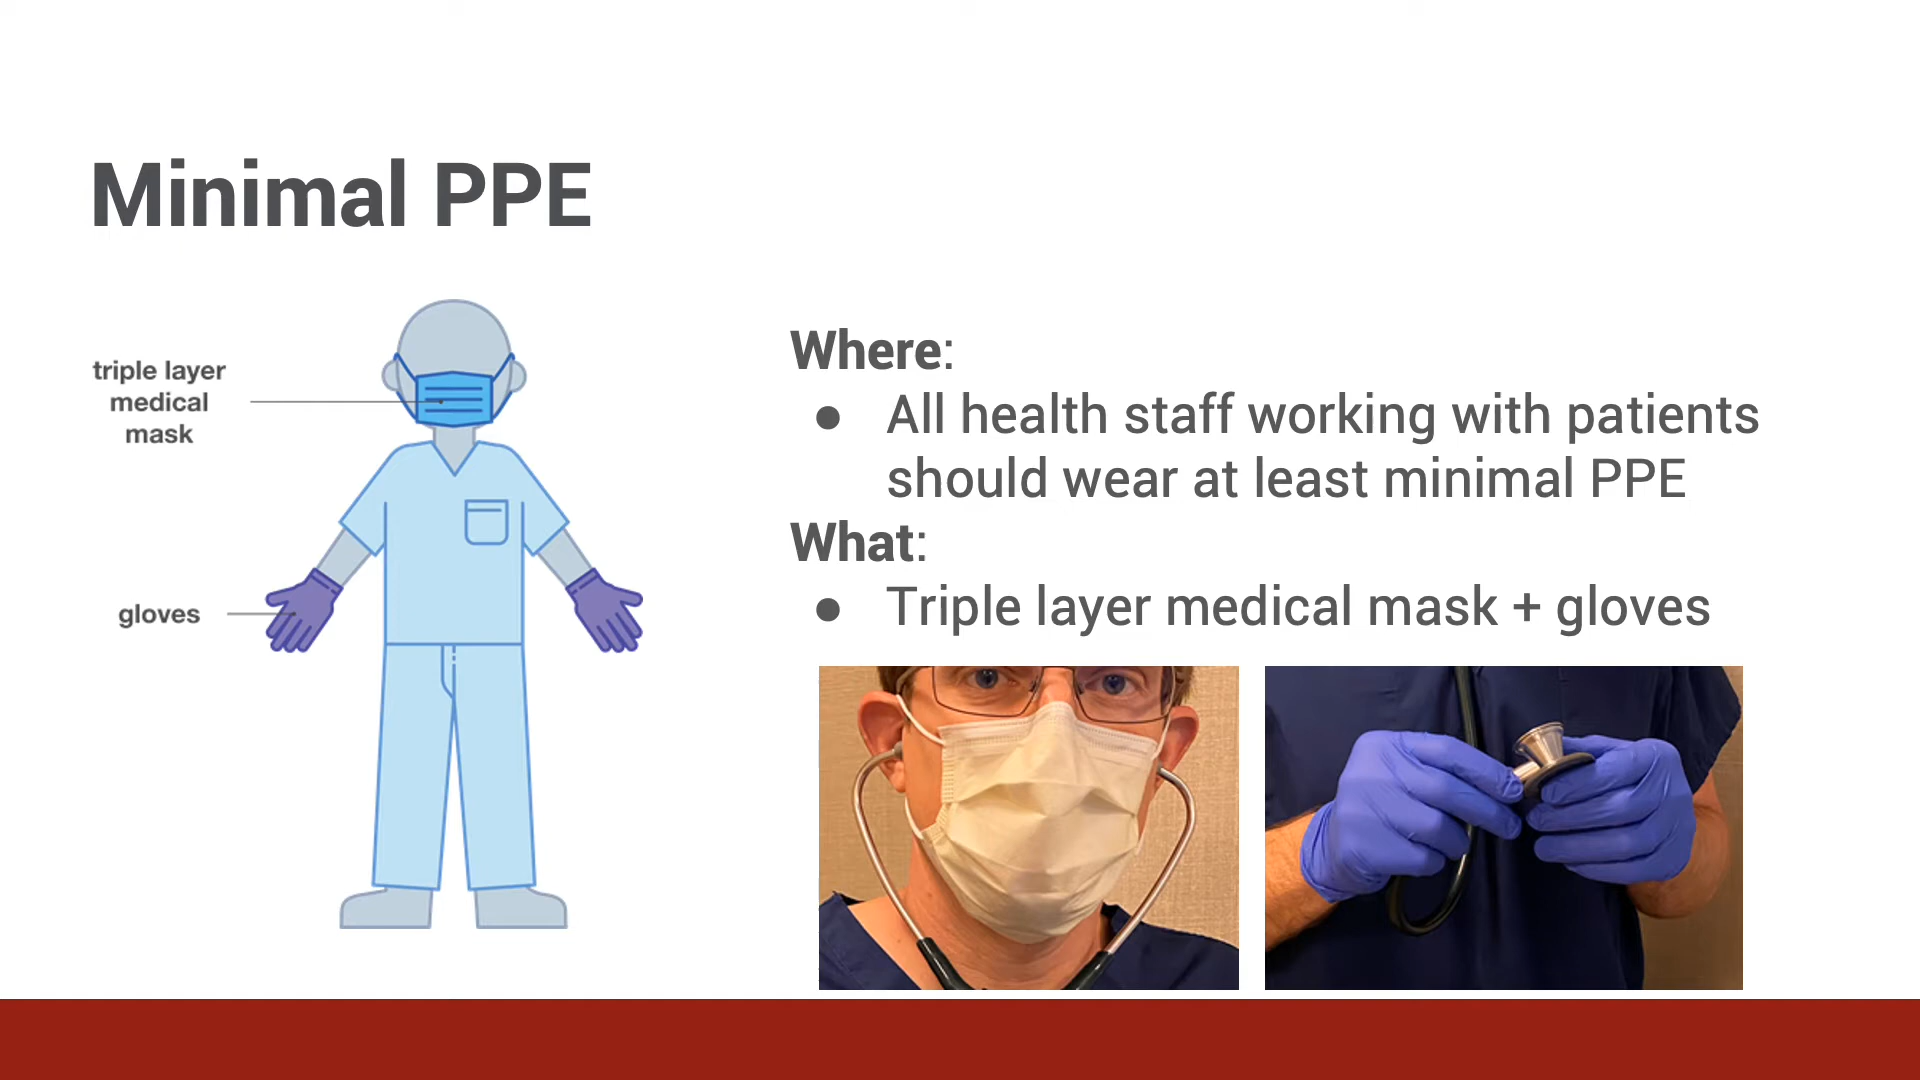 Minimal PPE
triple layer
medical
mask
gloves
Where:
● All health staff working with patients
should wear at least minimal PPE
What:
● Triple layer medical mask + gloves